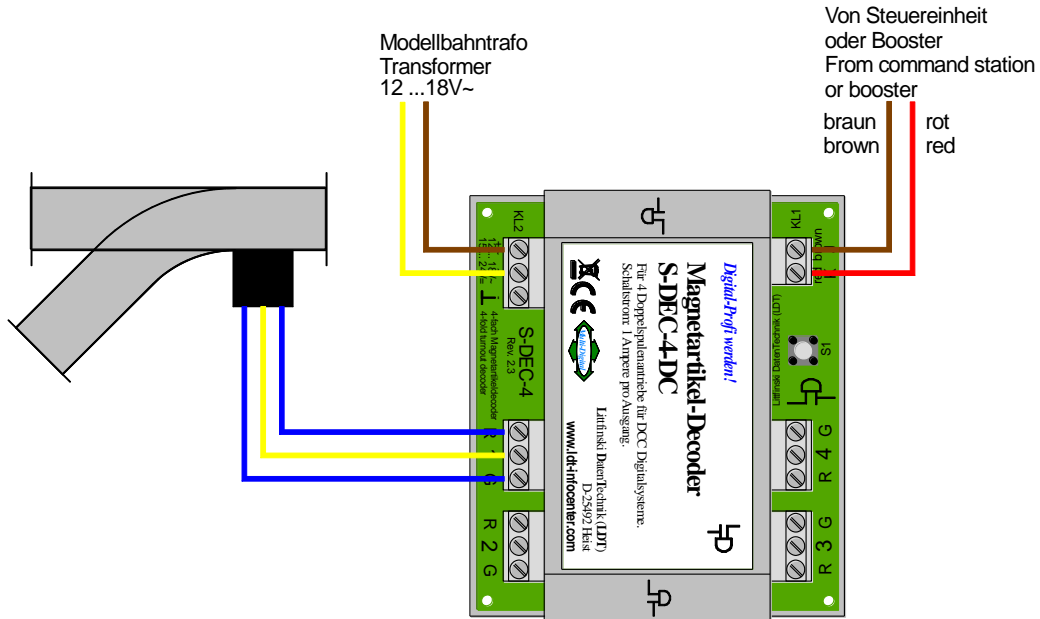 Modellbahntrafo
Transformer
12 ...18V~
Von Steuereinheit
oder Booster
From command station
or booster
braun
brown
rot
red
KL2
KL1
S-DEC-4
Rev. 2.3
4-fach Magnetartikeldecoder
4-fold turnout decoder
Digital-Profi werden!
Magnetartikel-Decoder
S-DEC-4-DC
Für 4 Doppelspulenantriebe für DCC Digitalsysteme.
Schaltstrom: 1 Ampere pro Ausgang.
Multi-Digital
Littfinski DatenTechnik (LDT)
D-25492 Heist
www.ldt-infocenter.com
S1
Littfinski DatenTechnik (LDT)
R
G
R 2 G
R 4 G
R 3 G